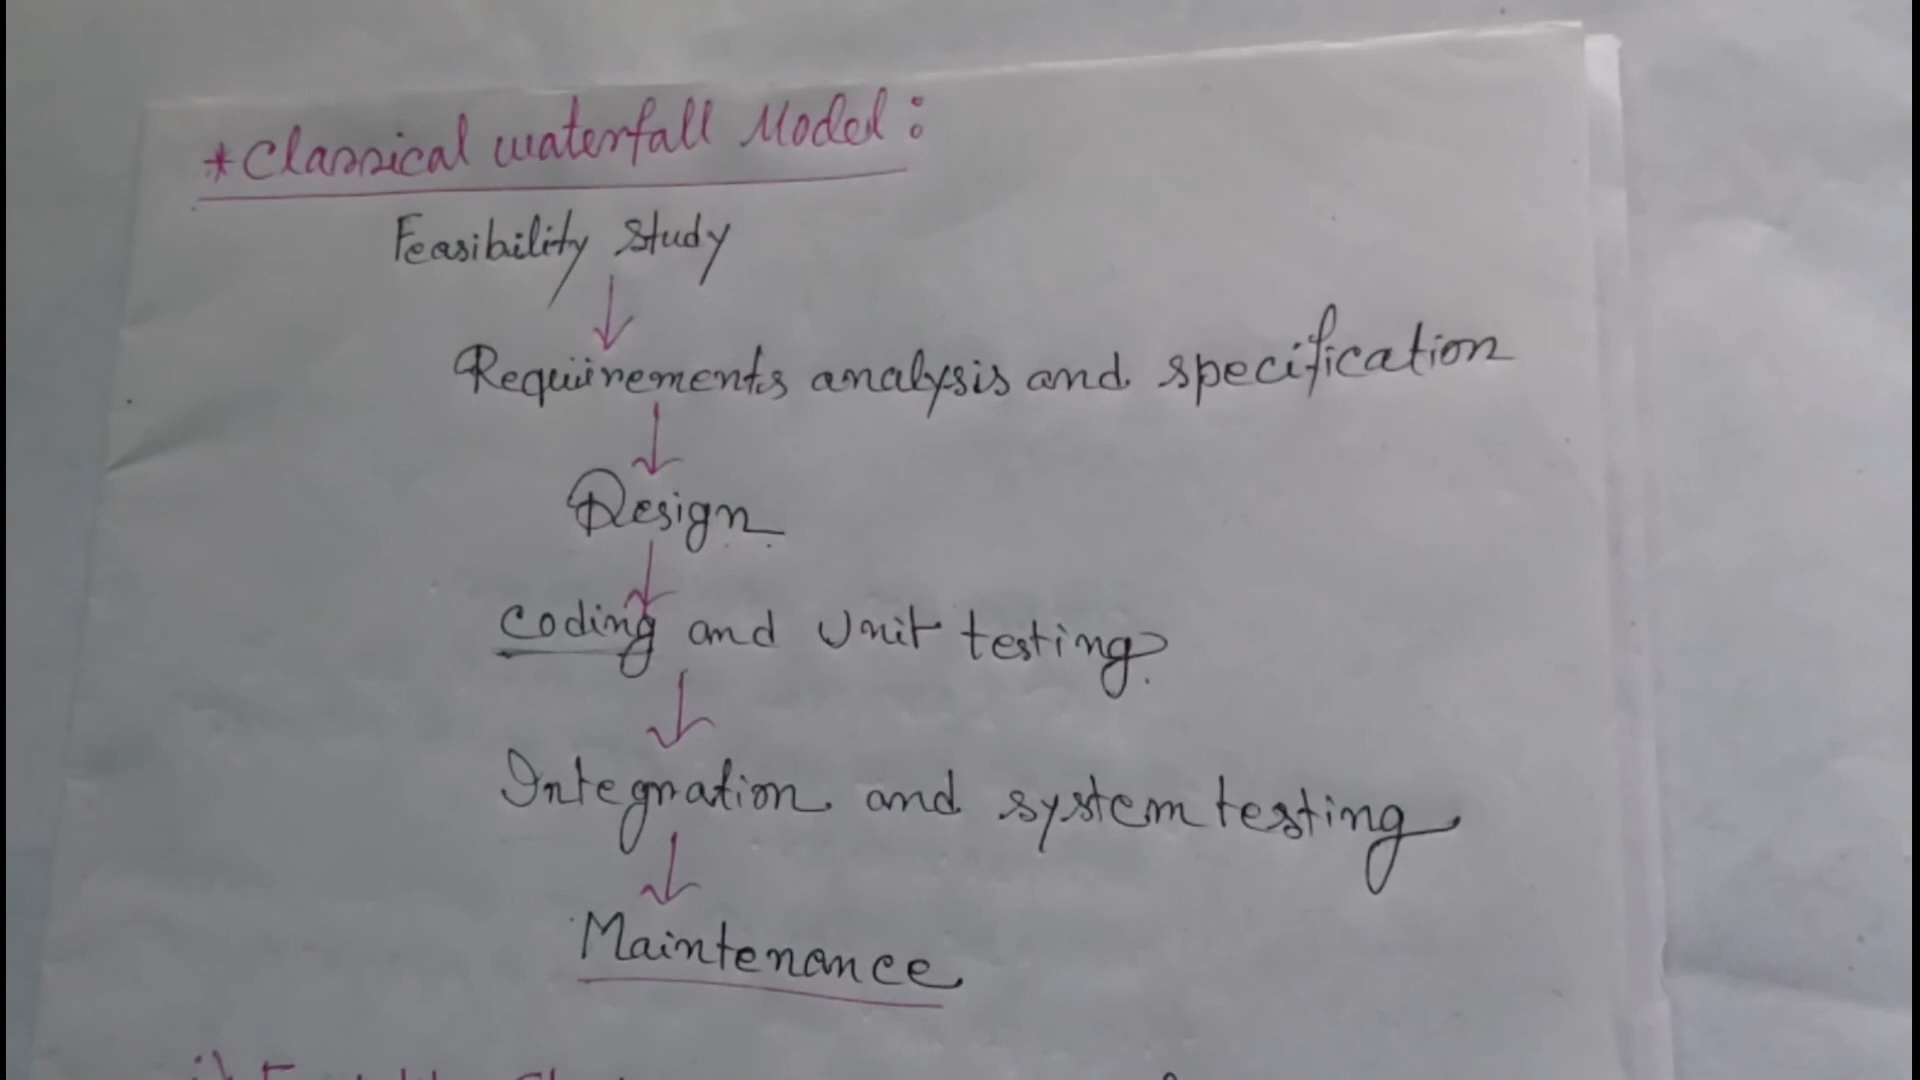 *Classical waterfall Model:
Feasibility study
↓
Requirements analysis and specification
↓
Design
↓
Coding and Unit testing.
↓
Integration and system testing
↓
Maintenance